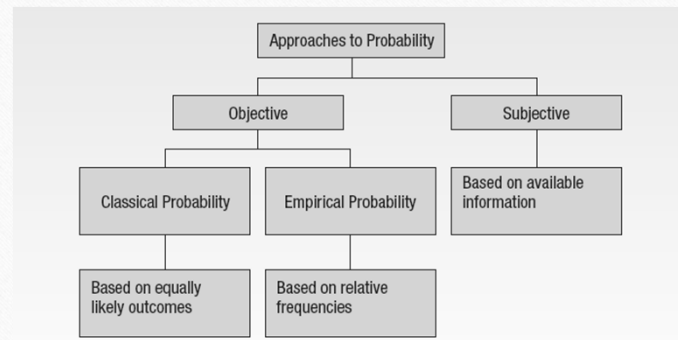 Approaches to Probability
Objective
Subjective
Classical Probability
Empirical Probability
Based on available
information
Based on equally
likely outcomes
Based on relative
frequencies